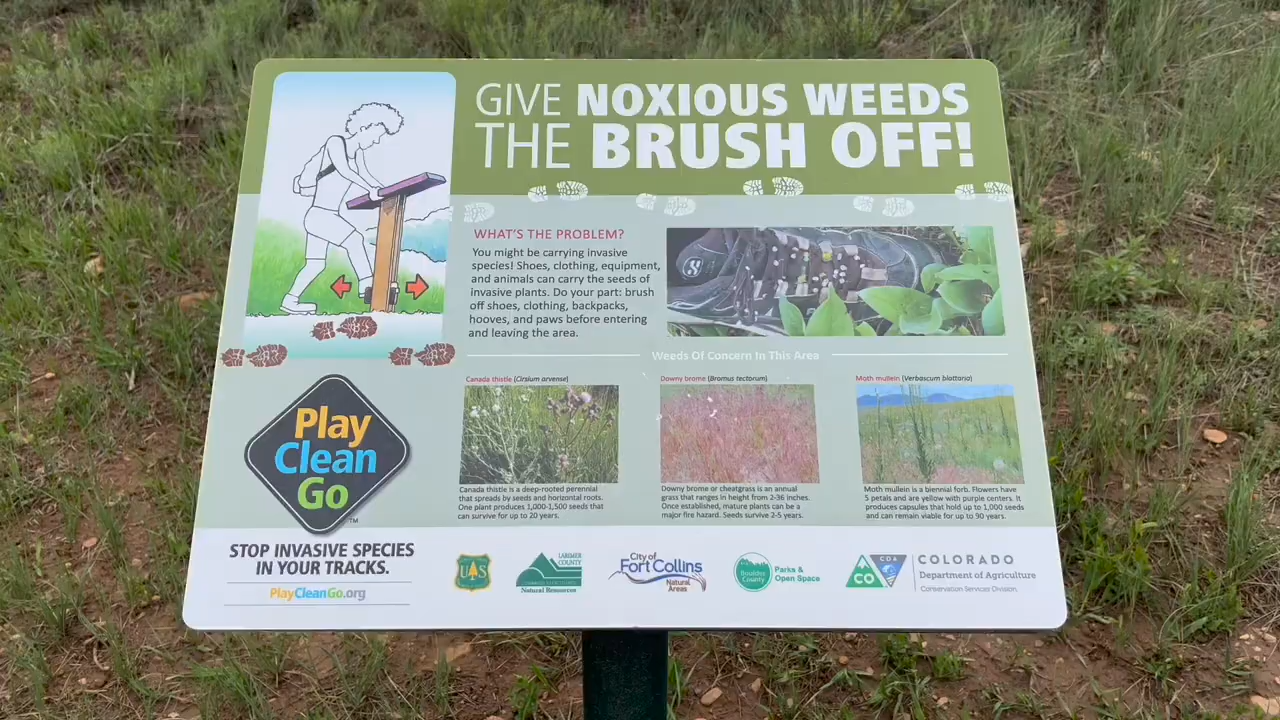 GIVE NOXIOUS WEEDS
THE BRUSH OFF!
WHAT'S THE PROBLEM?
You might be carrying invasive
species! Shoes, clothing, equipment,
and animals can carry the seeds of
invasive plants. Do your part: brush
off shoes, clothing, backpacks,
hooves, and paws before entering
and leaving the area.
Weeds Of Concern In This Area
Canada thistle (Cirsium arvense)
Canada thistle is a deep-rooted perennial
that spreads by seeds and horizontal roots.
One plant produces 1,000-1,500 seeds that
can survive for up to 20 years.
Downy brome (Bromus tectorum)
Downy brome or cheatgrass is an annual
grass that ranges in height from 2-36 inches.
Once established, mature plants can be a
major fire hazard. Seeds survive 2-5 years.
Moth mullein (Verbascum blattaria)
Moth mullein is a biennial forb. Flowers have
5 petals and are yellow with purple centers. It
produces capsules that hold up to 1,000 seeds
and can remain viable for up to 90 years.
Play
Clean
Go
TM
STOP INVASIVE SPECIES
IN YOUR TRACKS.
PlayCleanGo.org
US
LARIMER
COUNTY
Natural Resources
City of
Fort Collins
Natural
Areas
Boulder
County
Parks &
Open Space
CO
CDA
COLORADO
Department of Agriculture
Conservation Services Division